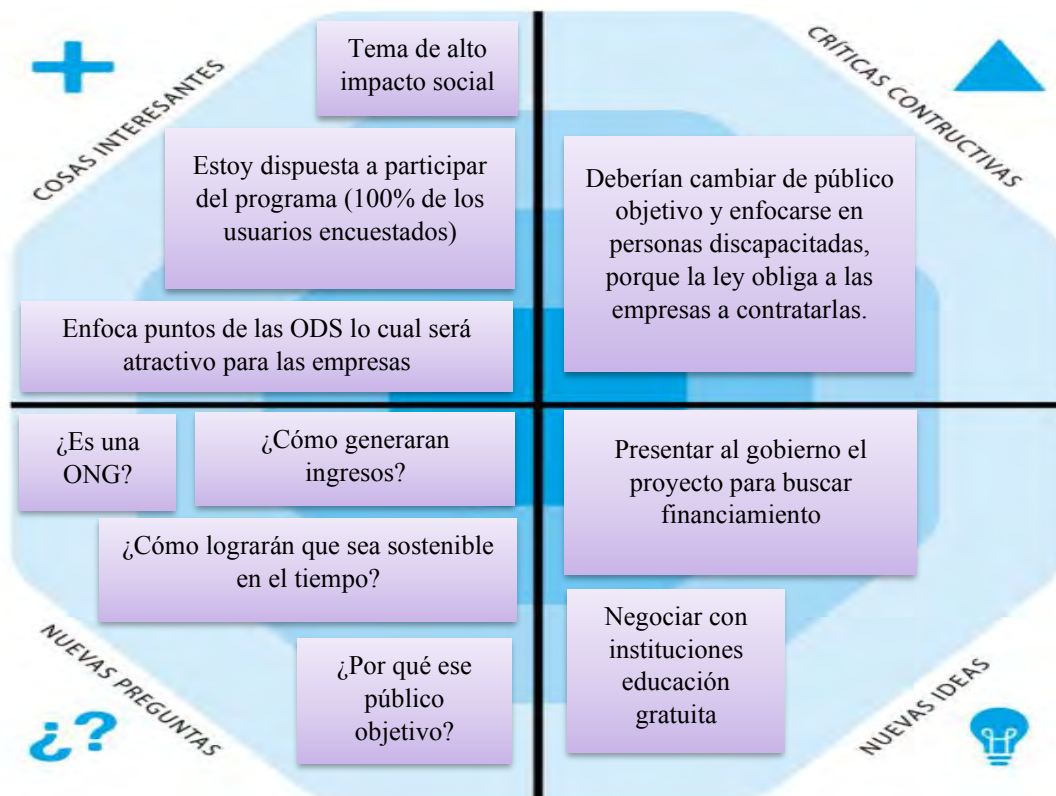 COSAS INTERESANTES
Tema de alto
impacto social
Estoy dispuesta a participar
del programa (100% de los
usuarios encuestados)
Enfoca puntos de las ODS lo cual será
atractivo para las empresas
CRÍTICAS CONTRUCTIVAS
Deberían cambiar de público
objetivo y enfocarse en
personas discapacitadas,
porque la ley obliga a las
empresas a contratarlas.
¿Es una
ONG?
¿Cómo generaran
ingresos?
¿Cómo lograrán que sea sostenible
en el tiempo?
¿Por qué ese
público
objetivo?
NUEVAS PREGUNTAS
¿?
Presentar al gobierno el
proyecto para buscar
financiamiento
Negociar con
instituciones
educación
gratuita
NUEVAS IDEAS